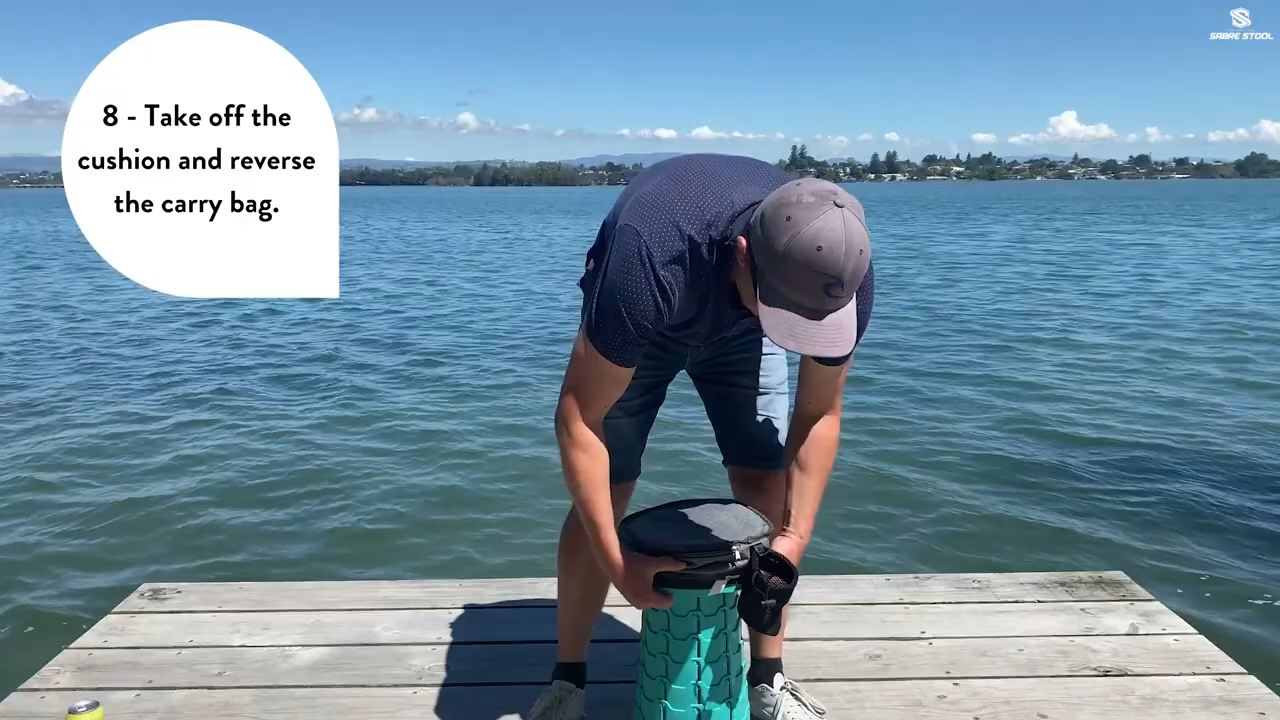 8 - Take off the
cushion and reverse
the carry bag.
SABRE STOOL